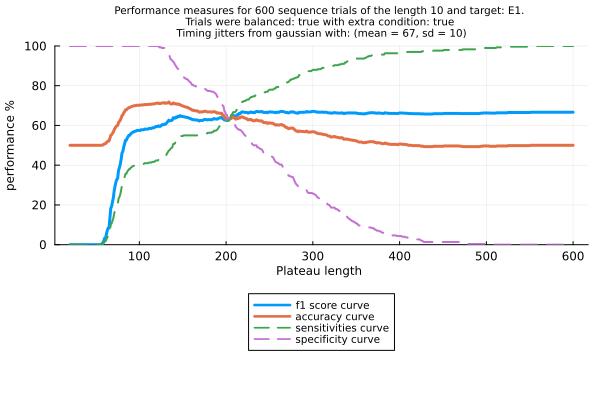 Performance measures for 600 sequence trials of the length 10 and target: E1.
Trials were balanced: true with extra condition: true
Timing jitters from gaussian with: (mean = 67, sd = 10)
100
80
60
40
20
0
performance %
100 200 300 400 500 600
Plateau length
f1 score curve
accuracy curve
sensitivities curve
specificity curve